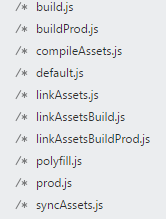 /* build.js
/* buildProd.js
/* compileAssets.js
/* default.js
/* linkAssets.js
/* linkAssetsBuild.js
/* linkAssetsBuildProd.js
/* polyfill.js
/* prod.js
/* syncAssets.js